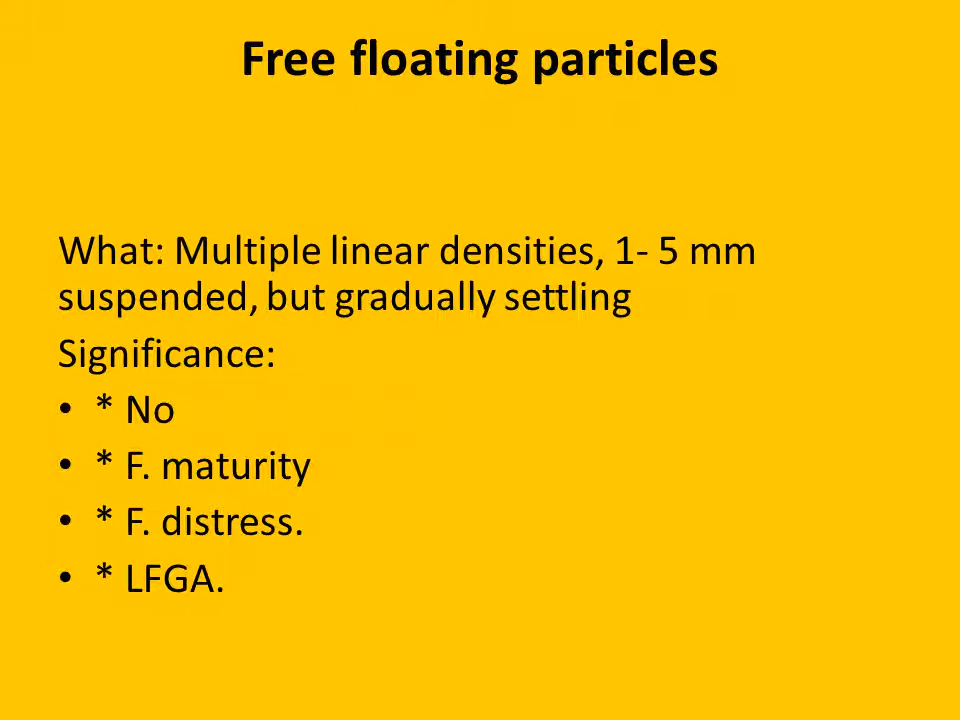 Free floating particles
What: Multiple linear densities, 1- 5 mm
suspended, but gradually settling
Significance:
• * No
• * F. maturity
• * F. distress.
• * LFGA.